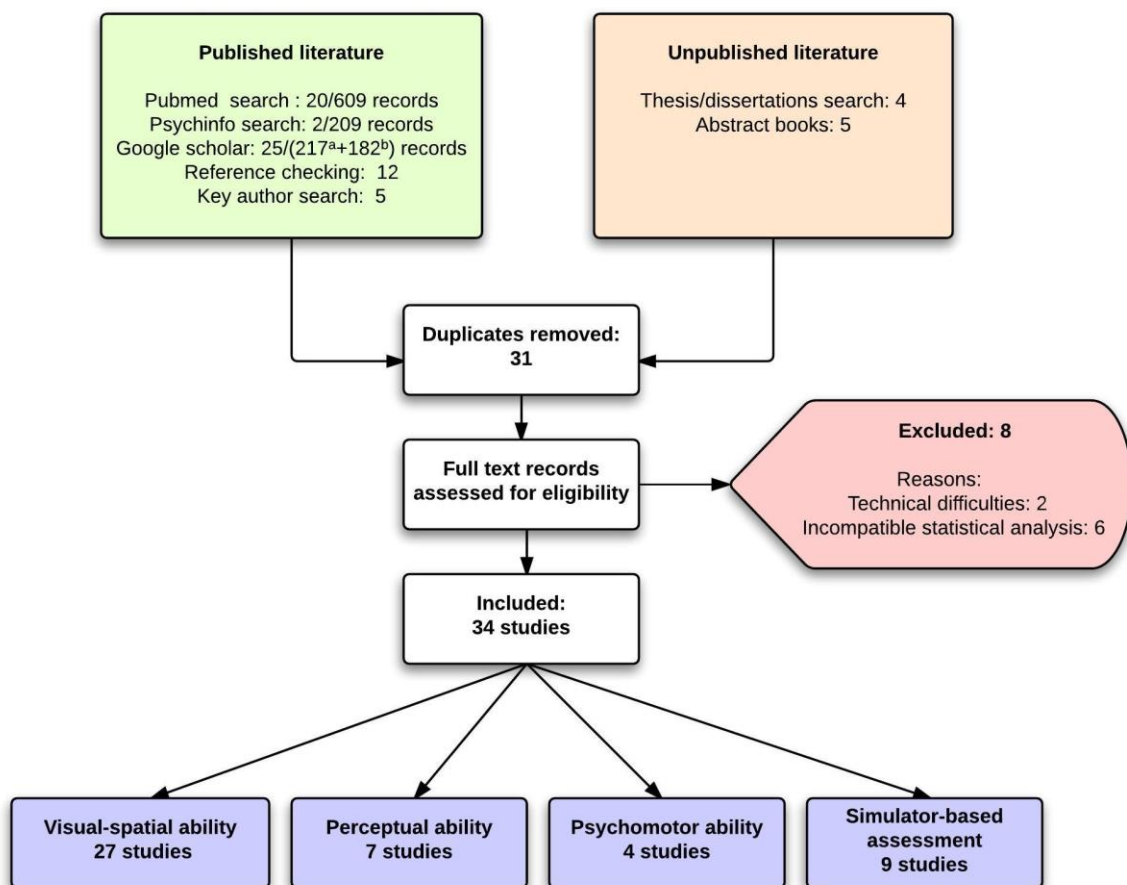 Published literature
Pubmed search : 20/609 records
Psychinfo search: 2/209 records
Google scholar: 25/(217ᵃ+182ᵇ) records
Reference checking: 12
Key author search: 5
Unpublished literature
Thesis/dissertations search: 4
Abstract books: 5
Duplicates removed:
31
Full text records
assessed for eligibility
Excluded: 8
Reasons:
Technical difficulties: 2
Incompatible statistical analysis: 6
Included:
34 studies
Visual-spatial ability
27 studies
Perceptual ability
7 studies
Psychomotor ability
4 studies
Simulator-based
assessment
9 studies